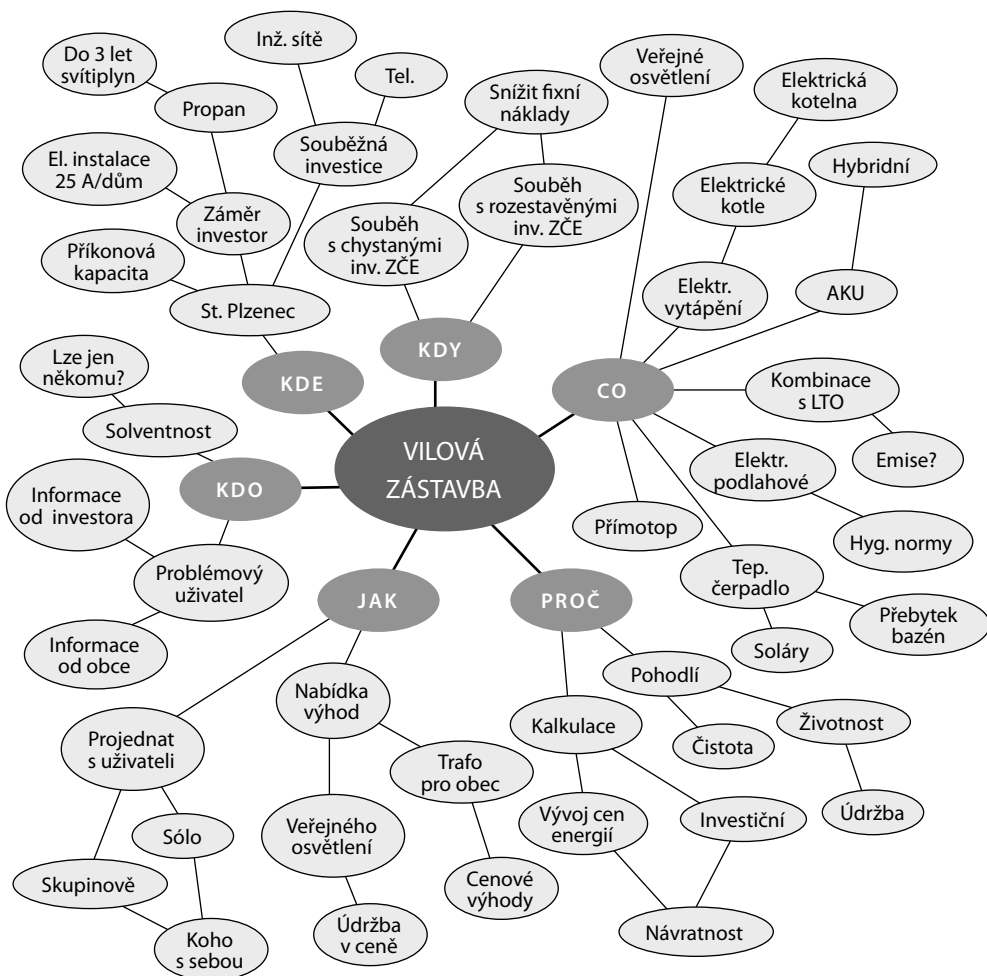 Do 3 let
svítiplyn
Inž. sítě
Tel.
Propan
Snížit fixní
náklady
Veřejné
osvětlení
Elektrická
kotelna
El. instalace
25 A/dům
Souběžná
investice
Hybridní
Záměr
investor
Souběh
s chystanými
inv. ZČE
Souběh
s rozestavěnými
inv. ZČE
Elektrické
kotle
Příkonová
kapacita
St. Plzenec
Elektr.
vytápění
AKU
Lze jen
někomu?
KDE
KDY
CO
Kombinace
s LTO
Solventnost
VILOVÁ
ZÁSTAVBA
Emise?
KDO
Elektr.
podlahové
Informace
od investora
Přímotop
Hyg. normy
Problémový
uživatel
JAK
PROČ
Tep.
čerpadlo
Přebytek
bazén
Informace
od obce
Soláry
Nabídka
výhod
Pohodlí
Životnost
Projednat
s uživateli
Kalkulace
Čistota
Trafo
pro obec
Sólo
Veřejného
osvětlení
Vývoj cen
energií
Investiční
Údržba
Skupinově
Cenové
výhody
Koho
s sebou
Údržba
v ceně
Návratnost